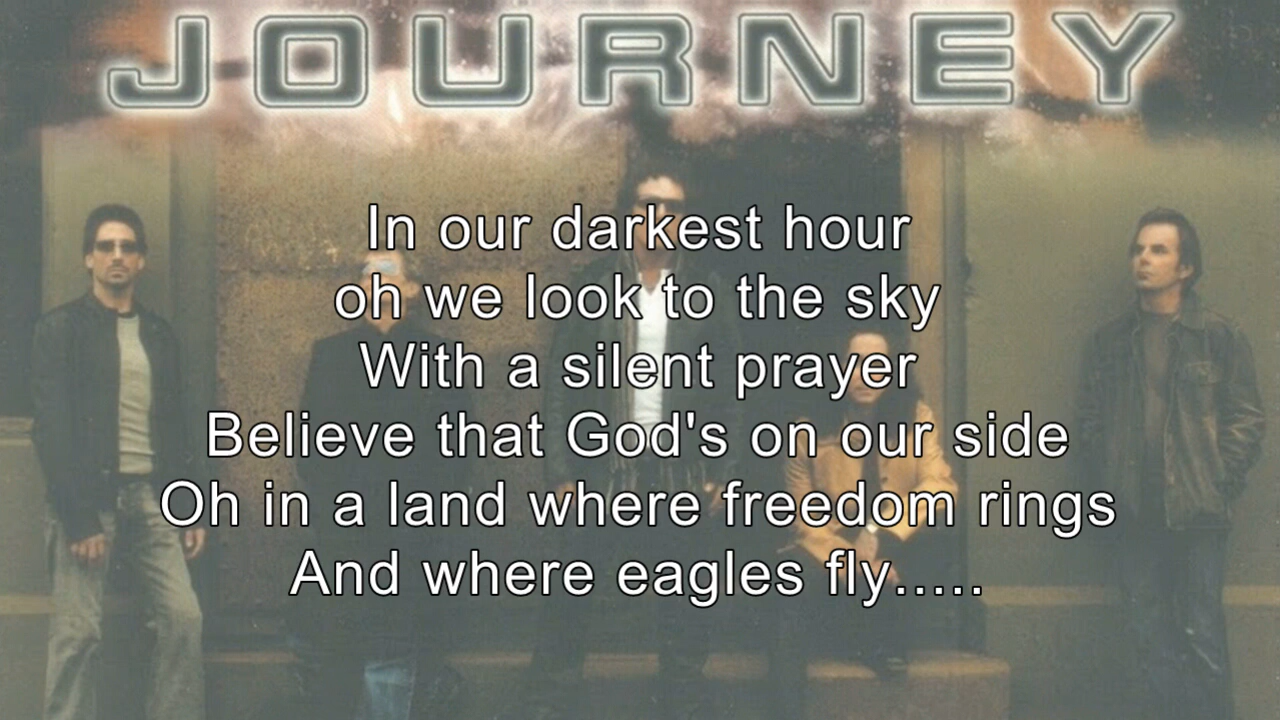 JOURNEY
In our darkest hour
oh we look to the sky
With a silent prayer
Believe that God's on our side
Oh in a land where freedom rings
And where eagles fly.....